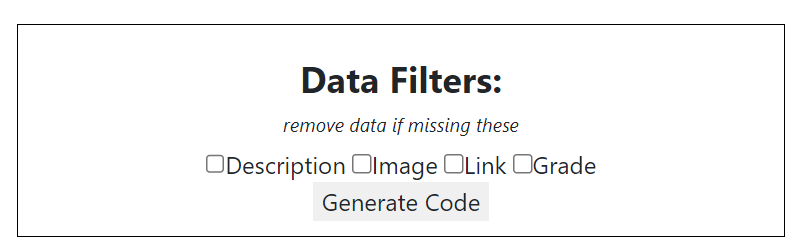 Data Filters:
remove data if missing these
Description Image Link Grade
Generate Code